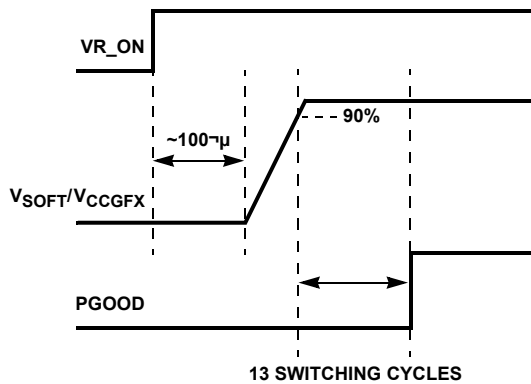 VR_ON
90%
~100¬µ
VSOFT/VCCGFX
PGOOD
13 SWITCHING CYCLES